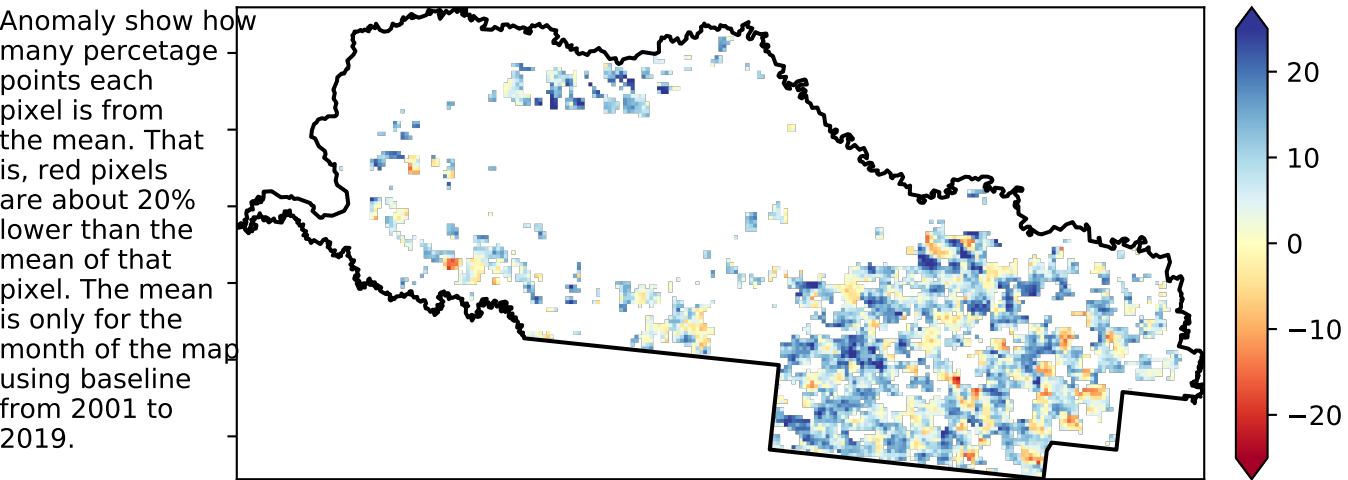 Anomaly show how
many percetage
points each
pixel is from
the mean. That
is, red pixels
are about 20%
lower than the
mean of that
pixel. The mean
is only for the
month of the map
using baseline
from 2001 to
2019.
20
10
0
−10
−20